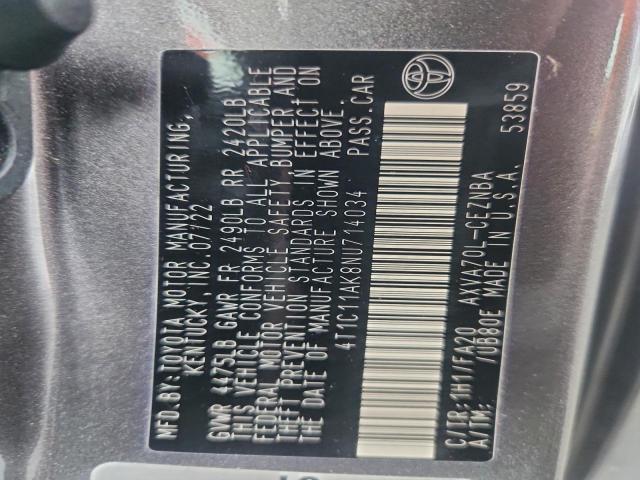 MFD.BY:TOYOTA MOTOR MANUFACTURING,
KENTUCKY, INC.07/22
GVWR 4475LB GAWR FR 2490LB RR 2420LB
THIS VEHICLE CONFORMS TO ALL APPLICABLE
FEDERAL MOTOR VEHICLE SAFETY, BUMPER, AND
THEFT PREVENTION STANDARDS IN EFFECT ON
THE DATE OF MANUFACTURE SHOWN ABOVE.
4T1C11AK8NU714034 PASS.CAR
C/TR: 1H1/FA20 AXVA70L-CEZNBA
A/TM: /UB80E MADE IN U.S.A. 53859